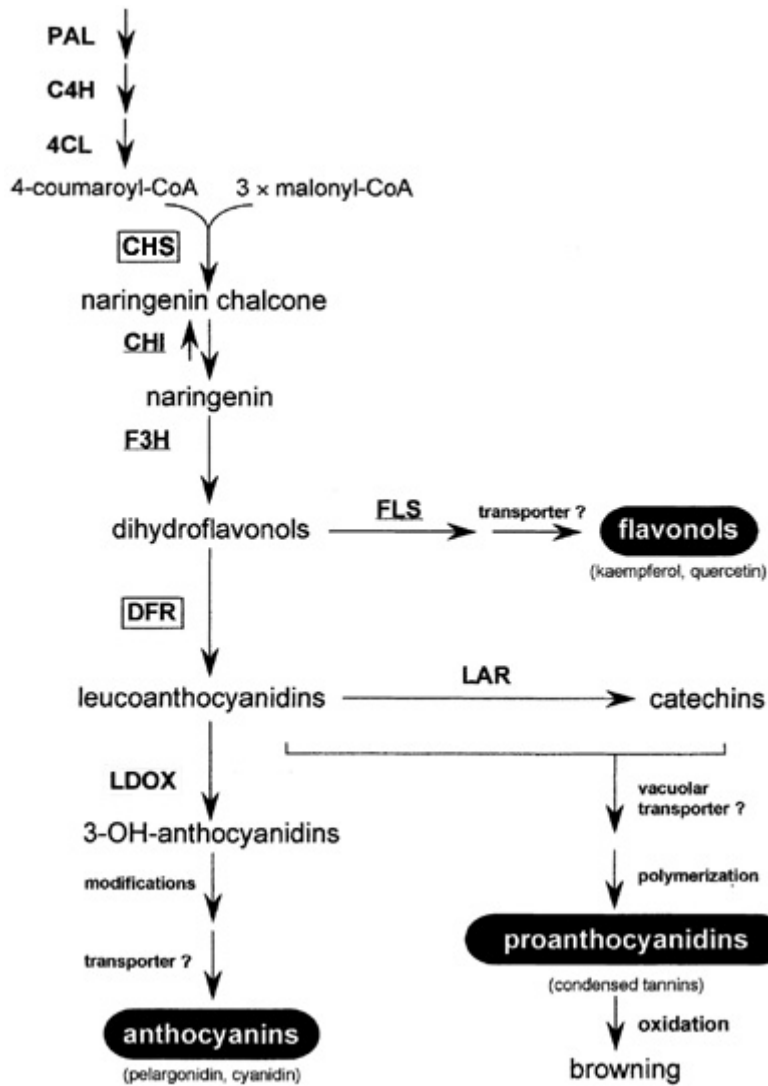 PAL
C4H
4CL
4-coumaroyl-CoA 3 × malonyl-CoA
CHS
naringenin chalcone
CHI
naringenin
F3H
dihydroflavonols
FLS
transporter ?
flavonols
(kaempferol, quercetin)
DFR
leucoanthocyanidins
LAR
catechins
LDOX
3-OH-anthocyanidins
modifications
transporter ?
anthocyanins
(pelargonidin, cyanidin)
vacuolar
transporter ?
polymerization
proanthocyanidins
(condensed tannins)
oxidation
browning